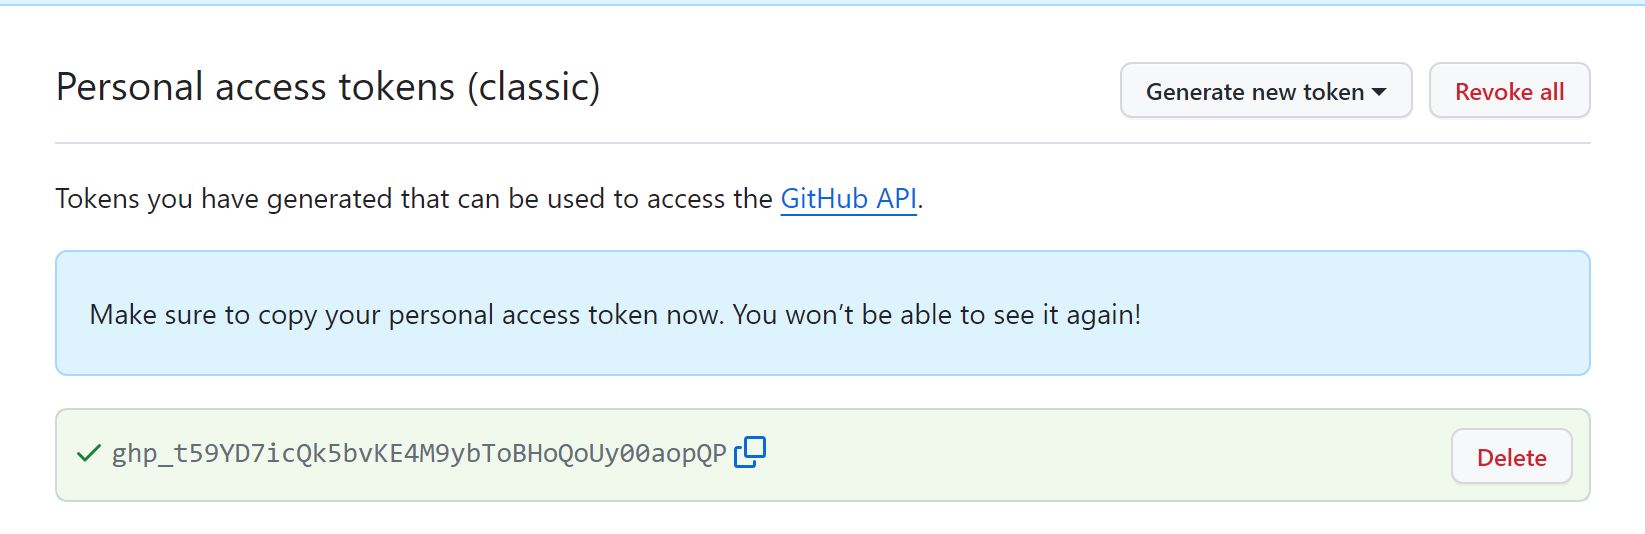 Personal access tokens (classic)
Generate new token
Revoke all
Tokens you have generated that can be used to access the GitHub API.
Make sure to copy your personal access token now. You won’t be able to see it again!
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
Delete